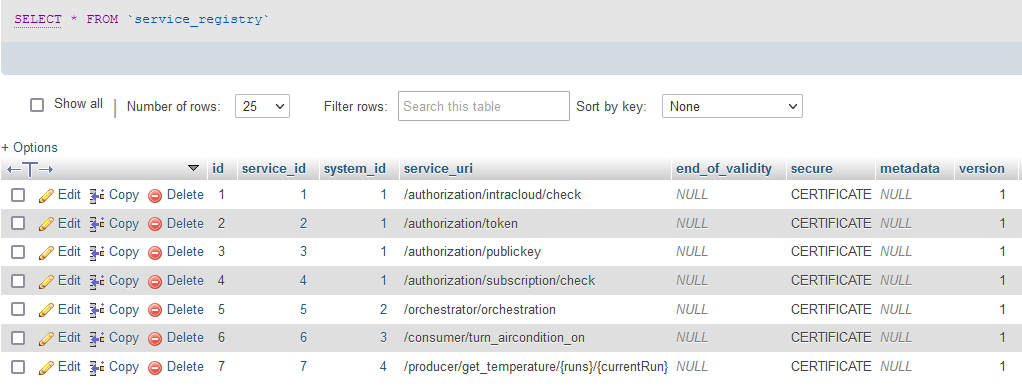 SELECT * FROM `service_registry`
Show all | Number of rows: 25 Filter rows: Search this table Sort by key: None
+ Options
←T→ id service_id system_id service_uri end_of_validity secure metadata version
Edit Copy Delete 1 1 1 /authorization/intracloud/check NULL CERTIFICATE NULL 1
Edit Copy Delete 2 2 1 /authorization/token NULL CERTIFICATE NULL 1
Edit Copy Delete 3 3 1 /authorization/publickey NULL CERTIFICATE NULL 1
Edit Copy Delete 4 4 1 /authorization/subscription/check NULL CERTIFICATE NULL 1
Edit Copy Delete 5 5 2 /orchestrator/orchestration NULL CERTIFICATE NULL 1
Edit Copy Delete 6 6 3 /consumer/turn_aircondition_on NULL CERTIFICATE NULL 1
Edit Copy Delete 7 7 4 /producer/get_temperature/{runs}/{currentRun} NULL CERTIFICATE NULL 1